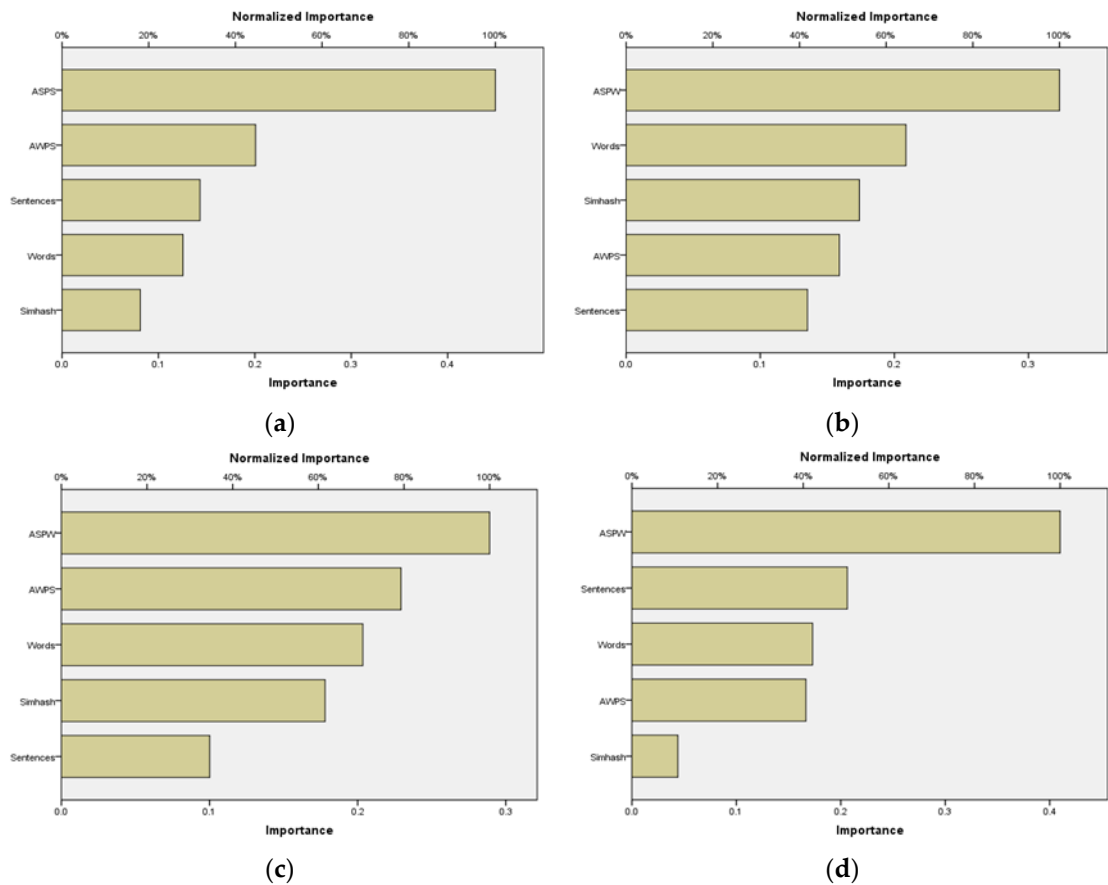 Normalized Importance
0% 20% 40% 60% 80% 100%
ASPS
AWPS
Sentences
Words
Simhash
0.0 0.1 0.2 0.3 0.4
Importance
(a)
Normalized Importance
0% 20% 40% 60% 80% 100%
ASPW
Words
Simhash
AWPS
Sentences
0.0 0.1 0.2 0.3
Importance
(b)
Normalized Importance
0% 20% 40% 60% 80% 100%
ASPW
AWPS
Words
Simhash
Sentences
0.0 0.1 0.2 0.3
Importance
(c)
Normalized Importance
0% 20% 40% 60% 80% 100%
ASPW
Sentences
Words
AWPS
Simhash
0.0 0.1 0.2 0.3 0.4
Importance
(d)